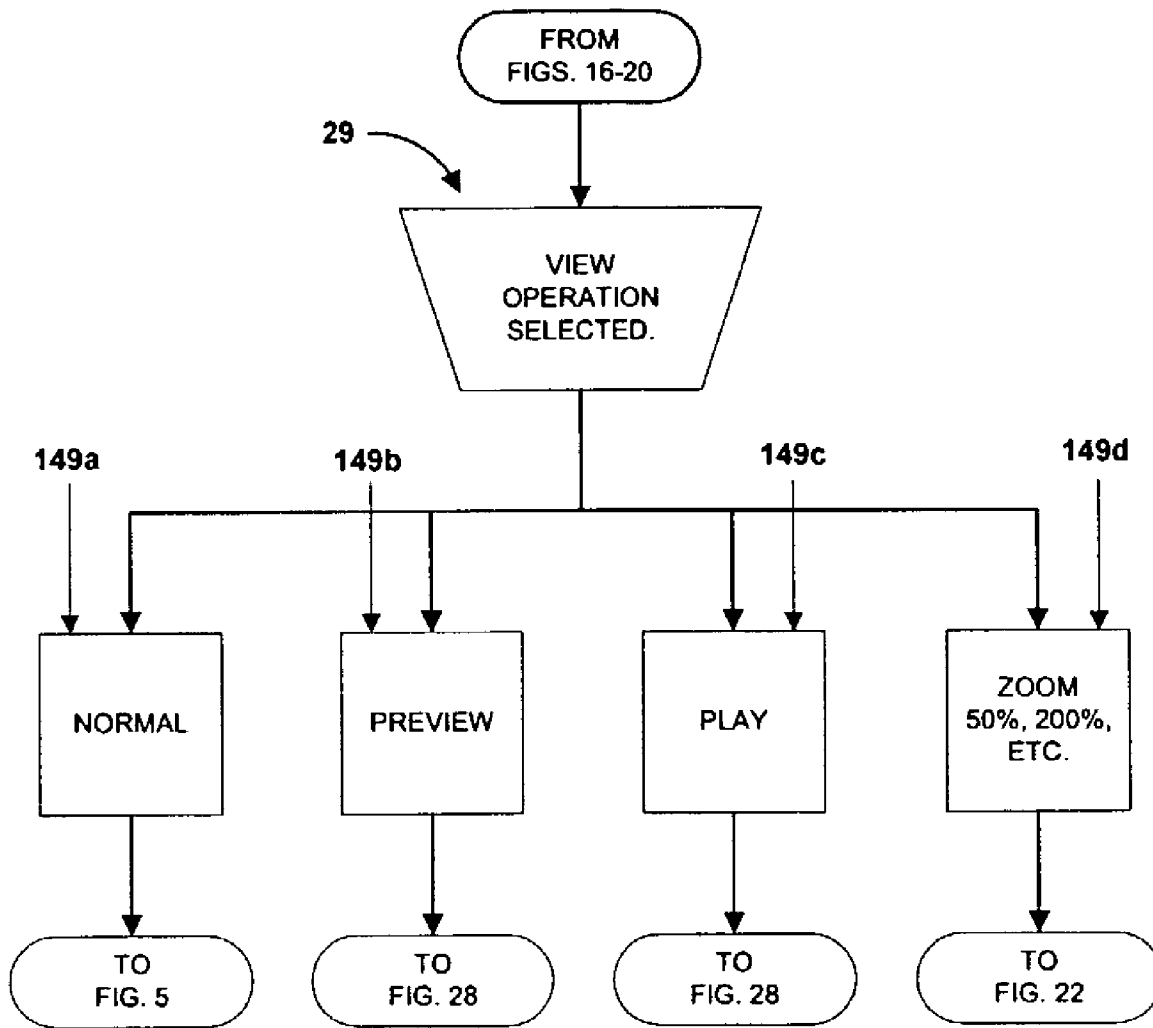 FROM
FIGS. 16-20
29
VIEW
OPERATION
SELECTED.
149a
149b
149c
149d
NORMAL
PREVIEW
PLAY
ZOOM
50%, 200%,
ETC.
TO
FIG. 5
TO
FIG. 28
TO
FIG. 28
TO
FIG. 22